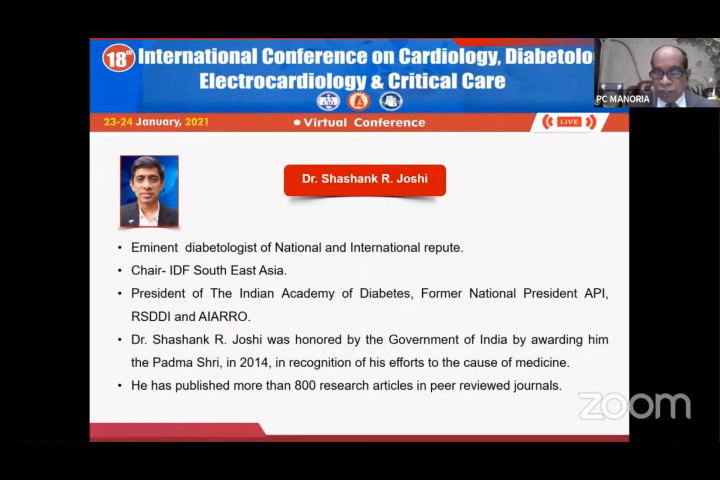 18TH International Conference on Cardiology, Diabetolo
Electrocardiology & Critical Care
PC MANORIA
23-24 January, 2021
• Virtual Conference
LIVE
Dr. Shashank R. Joshi
• Eminent diabetologist of National and International repute.
• Chair- IDF South East Asia.
• President of The Indian Academy of Diabetes, Former National President API,
RSDDI and AIARRO.
• Dr. Shashank R. Joshi was honored by the Government of India by awarding him
the Padma Shri, in 2014, in recognition of his efforts to the cause of medicine.
• He has published more than 800 research articles in peer reviewed journals.
zoom